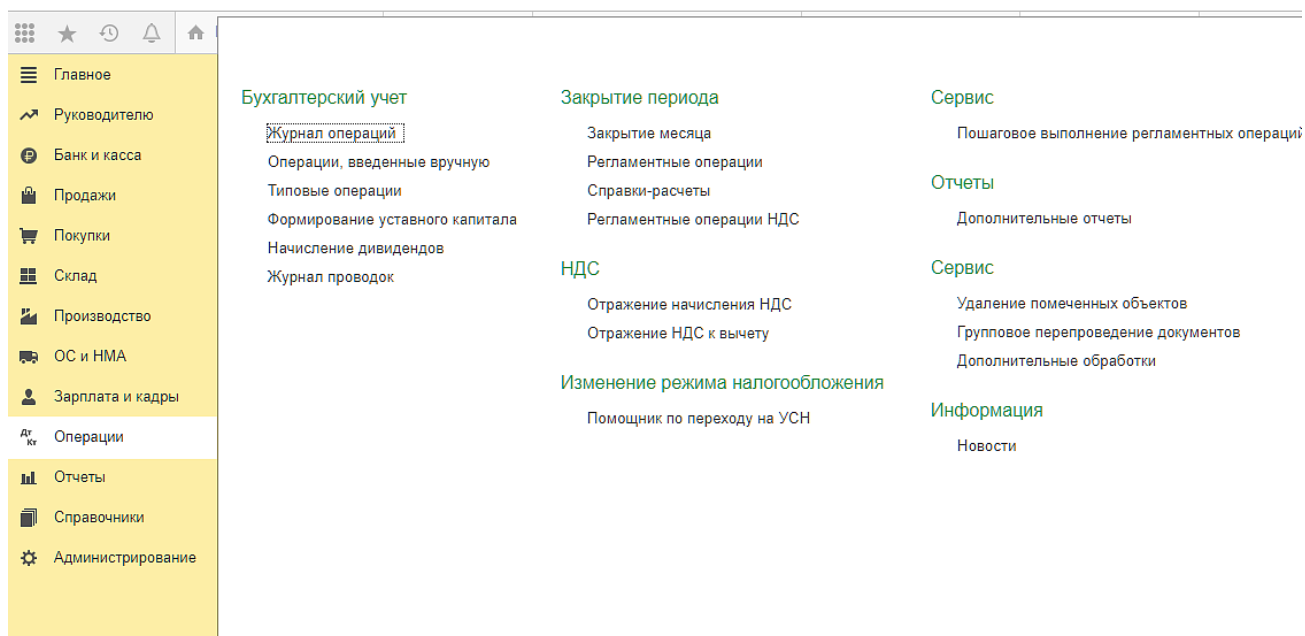 Главное
Руководителю
Банк и касса
Продажи
Покупки
Склад
Производство
ОС и НМА
Зарплата и кадры
Дт
Кт
Операции
Отчеты
Справочники
Администрирование
Бухгалтерский учет
Журнал операций
Операции, введенные вручную
Типовые операции
Формирование уставного капитала
Начисление дивидендов
Журнал проводок
Закрытие периода
Закрытие месяца
Регламентные операции
Справки-расчеты
Регламентные операции НДС
НДС
Отражение начисления НДС
Отражение НДС к вычету
Изменение режима налогообложения
Помощник по переходу на УСН
Сервис
Пошаговое выполнение регламентных операций
Отчеты
Дополнительные отчеты
Сервис
Удаление помеченных объектов
Групповое перепроведение документов
Дополнительные обработки
Информация
Новости